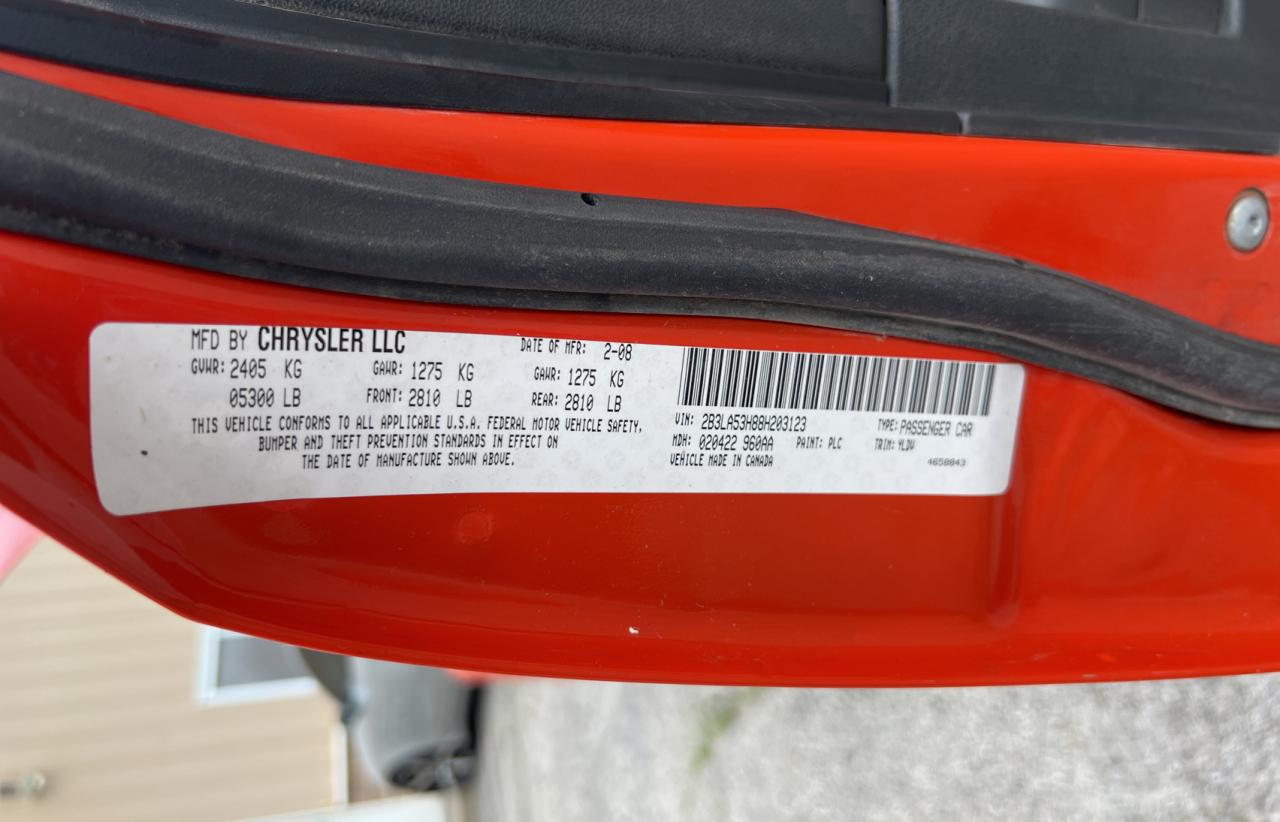 MFD BY CHRYSLER LLC DATE OF MFR: 2-08
GVWR: 2405 KG GAWR: 1275 KG GAWR: 1275 KG
05300 LB FRONT: 2810 LB REAR: 2810 LB
THIS VEHICLE CONFORMS TO ALL APPLICABLE U.S.A. FEDERAL MOTOR VEHICLE SAFETY,
BUMPER AND THEFT PREVENTION STANDARDS IN EFFECT ON
THE DATE OF MANUFACTURE SHOWN ABOVE.
VIN: 2B3LA53H88H203123 TYPE: PASSENGER CAR
MDH: 020422 960AA PAINT: PLC TRIM: YLDV
VEHICLE MADE IN CANADA 4658843